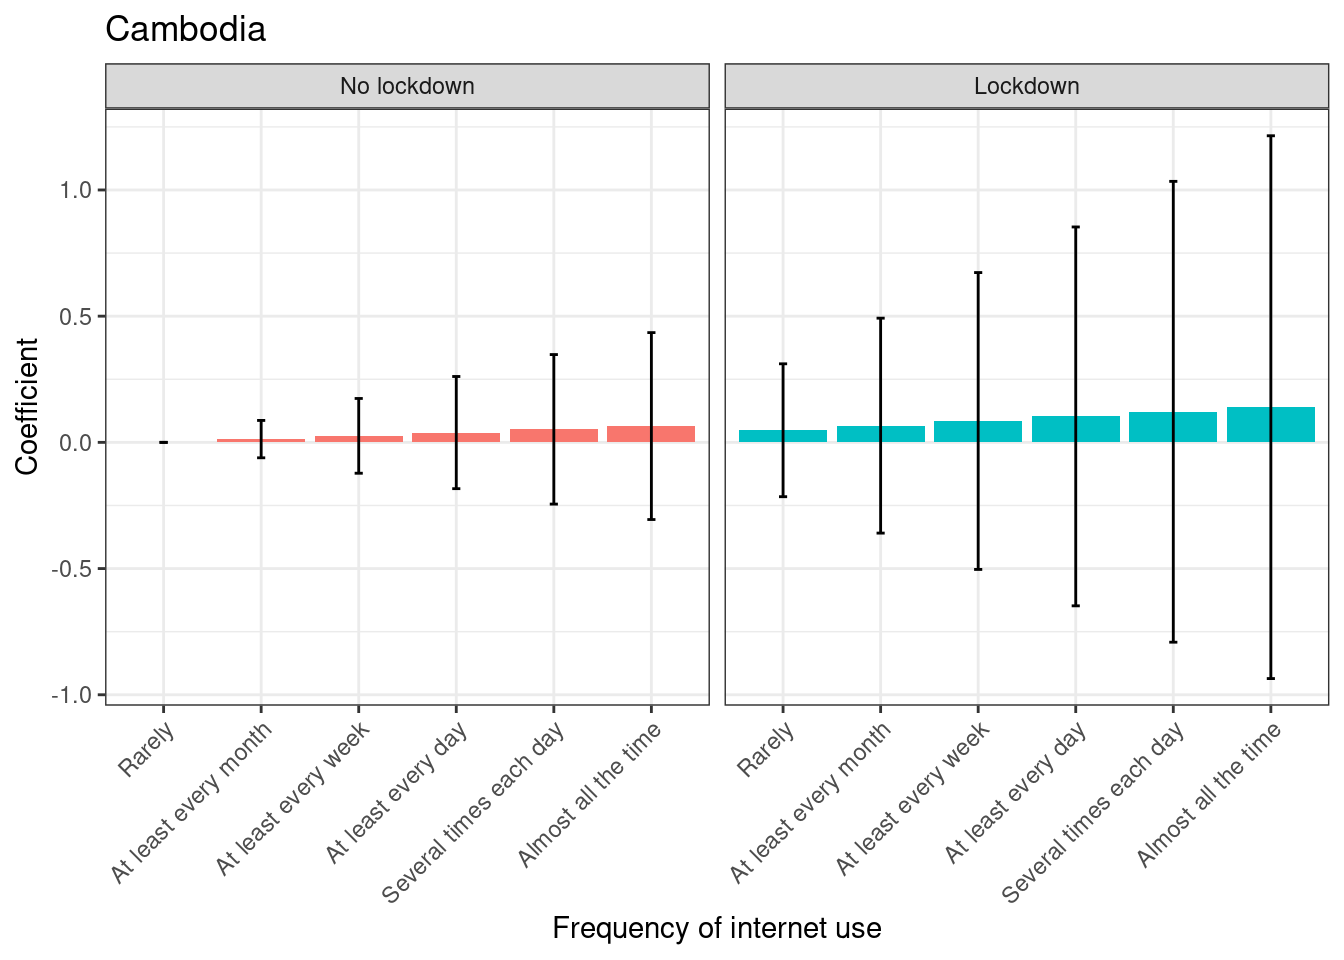 Cambodia
No lockdown
Lockdown
Coefficient
1.0
0.5
0.0
-0.5
-1.0
Rarely
At least every month
At least every week
At least every day
Several times each day
Almost all the time
Rarely
At least every month
At least every week
At least every day
Several times each day
Almost all the time
Frequency of internet use